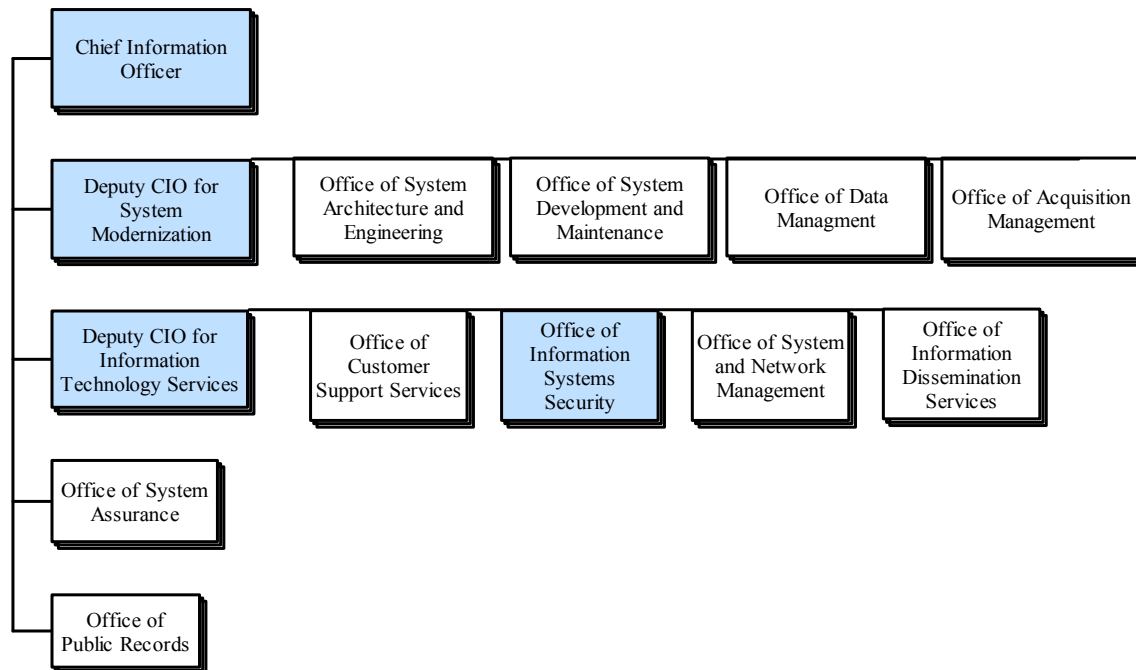 Chief Information
Officer
Deputy CIO for
System
Modernization
Office of System
Architecture and
Engineering
Office of System
Development and
Maintenance
Office of Data
Managment
Office of Acquisition
Management
Deputy CIO for
Information
Technology Services
Office of
Customer
Support Services
Office of
Information
Systems
Security
Office of System
and Network
Management
Office of
Information
Dissemination
Services
Office of System
Assurance
Office of
Public Records